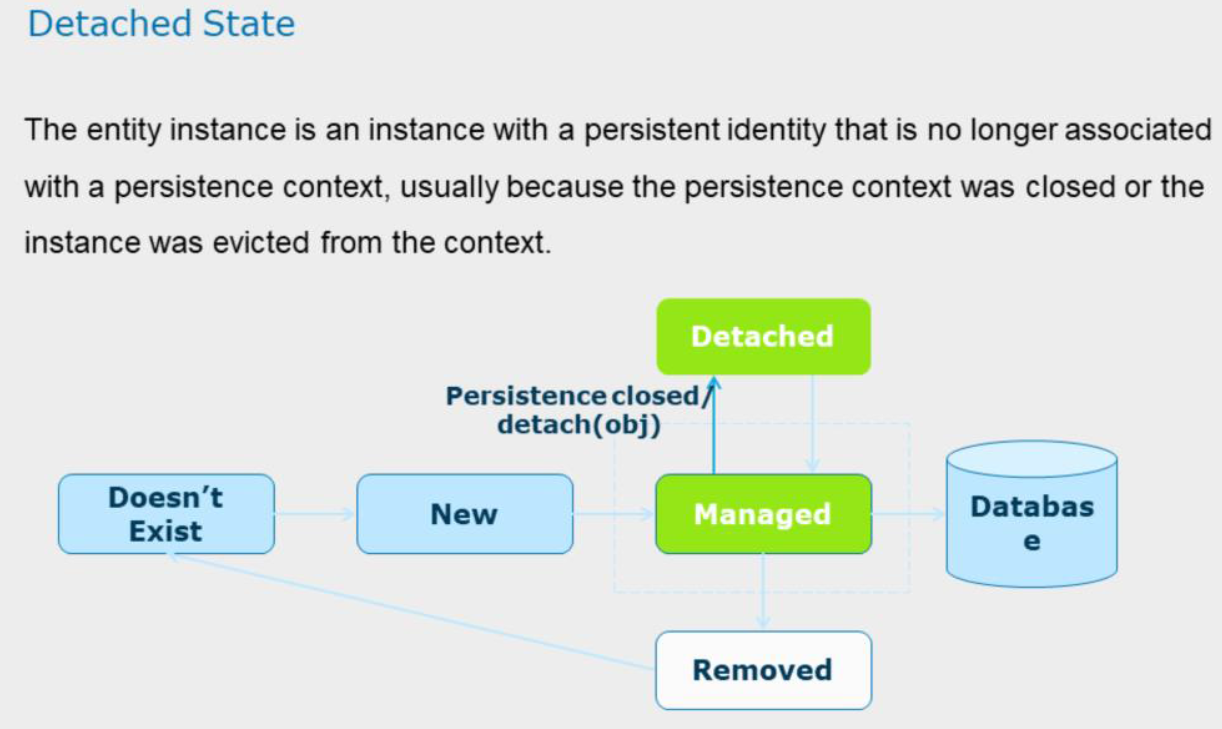 Detached State
The entity instance is an instance with a persistent identity that is no longer associated
with a persistence context, usually because the persistence context was closed or the
instance was evicted from the context.
Detached
Persistence closed/
detach(obj)
Doesn’t
Exist
New
Managed
Databas
e
Removed